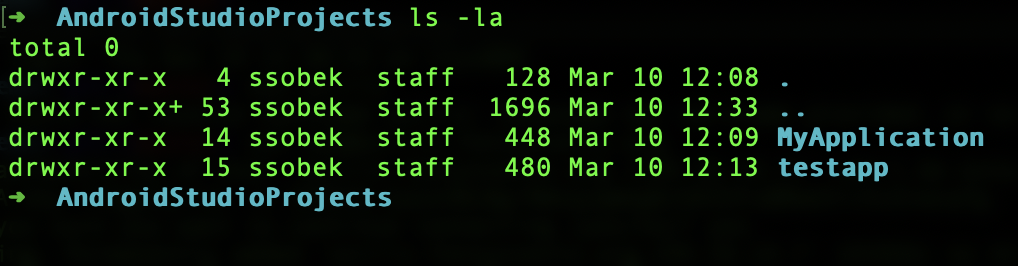 [➜  AndroidStudioProjects ls -la
total 0
drwxr-xr-x   4 ssobek  staff   128 Mar 10 12:08 .
drwxr-xr-x+ 53 ssobek  staff  1696 Mar 10 12:33 ..
drwxr-xr-x  14 ssobek  staff   448 Mar 10 12:09 MyApplication
drwxr-xr-x  15 ssobek  staff   480 Mar 10 12:13 testapp
➜  AndroidStudioProjects